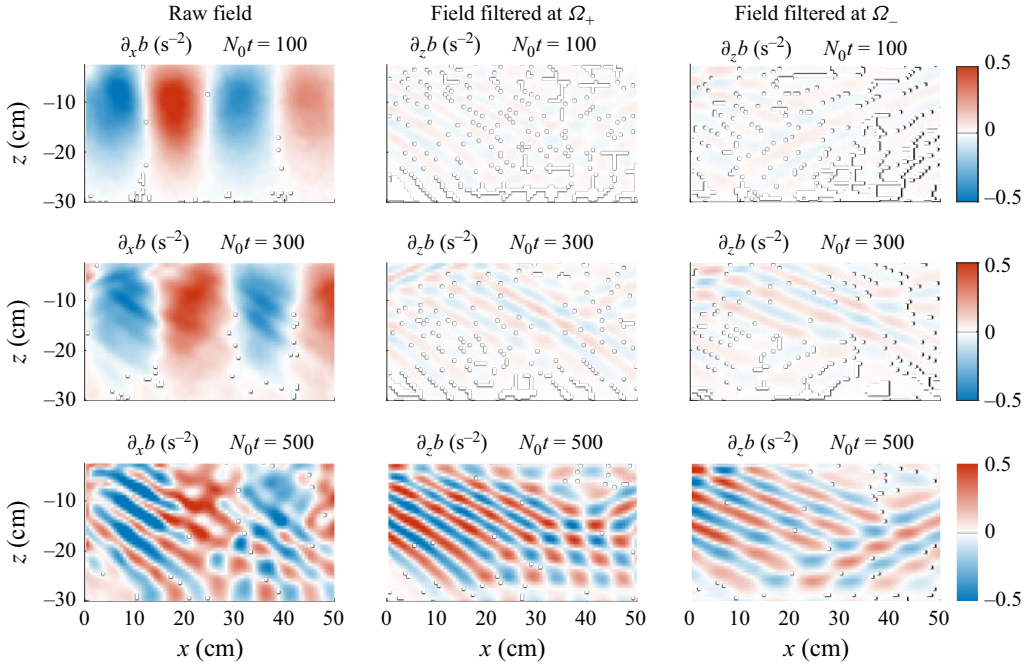 Raw field
Field filtered at Ω+
Field filtered at Ω−
∂xb (s−2) N0t = 100
∂zb (s−2) N0t = 100
∂zb (s−2) N0t = 100
z (cm)
–10
–20
–30
0.5
0
–0.5
∂xb (s−2) N0t = 300
∂zb (s−2) N0t = 300
∂zb (s−2) N0t = 300
z (cm)
–10
–20
–30
0.5
0
–0.5
∂xb (s−2) N0t = 500
∂zb (s−2) N0t = 500
∂zb (s−2) N0t = 500
z (cm)
–10
–20
–30
0.5
0
–0.5
0 10 20 30 40 50
0 10 20 30 40 50
0 10 20 30 40 50
x (cm)
x (cm)
x (cm)